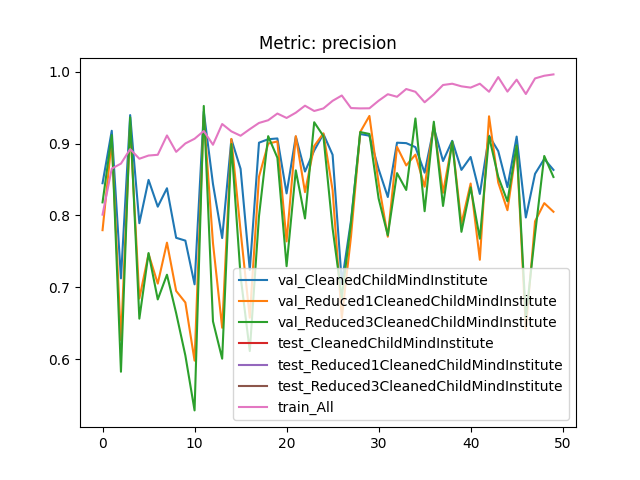 Metric: precision
1.0
0.9
0.8
0.7
0.6
val_CleanedChildMindInstitute
val_Reduced1CleanedChildMindInstitute
val_Reduced3CleanedChildMindInstitute
test_CleanedChildMindInstitute
test_Reduced1CleanedChildMindInstitute
test_Reduced3CleanedChildMindInstitute
train_All
0 10 20 30 40 50